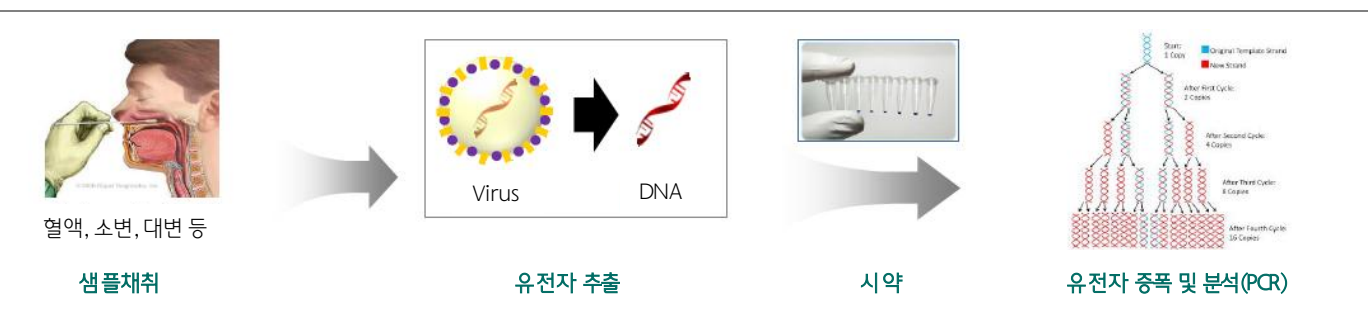 혈액, 소변, 대변 등
샘플채취
Virus
DNA
유전자 추출
시약
Start:
1 Copy
Original Template Strand
New Strand
After First Cycle:
2 Copies
After Second Cycle:
4 Copies
After Third Cycle:
8 Copies
After Fourth Cycle:
16 Copies
유전자 증폭 및 분석(PCR)